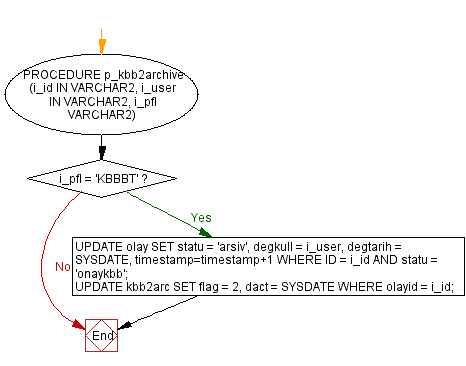 PROCEDURE p_kbb2archive
(i_id IN VARCHAR2, i_user
IN VARCHAR2, i_pfl
VARCHAR2)
i_pfl = 'KBBBT' ?
Yes
UPDATE olay SET statu = 'arsiv', degkull = i_user, degtarih =
SYSDATE, timestamp=timestamp+1 WHERE ID = i_id AND statu =
'onaykbb';
UPDATE kbb2arc SET flag = 2, dact = SYSDATE WHERE olayid = i_id;
No
End